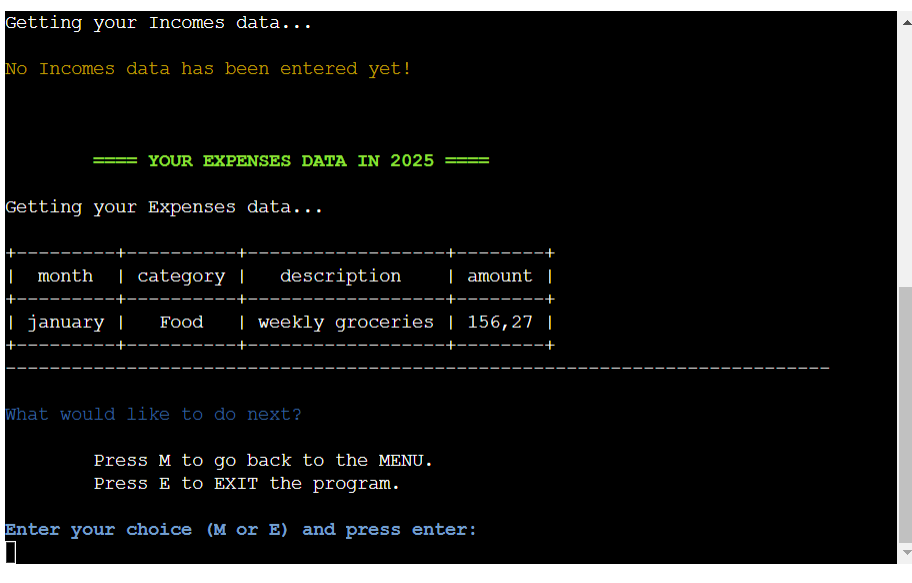 Getting your Incomes data...
No Incomes data has been entered yet!
==== YOUR EXPENSES DATA IN 2025 ====
Getting your Expenses data...
+---------+----------+------------------+--------+
|  month  | category |   description    | amount |
+---------+----------+------------------+--------+
| january |   Food   | weekly groceries | 156,27 |
+---------+----------+------------------+--------+
---------------------------------------------------------------------------
What would like to do next?
Press M to go back to the MENU.
Press E to EXIT the program.
Enter your choice (M or E) and press enter: